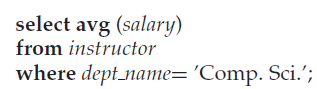 select avg (salary)
from instructor
where dept_name= ’Comp. Sci.’;